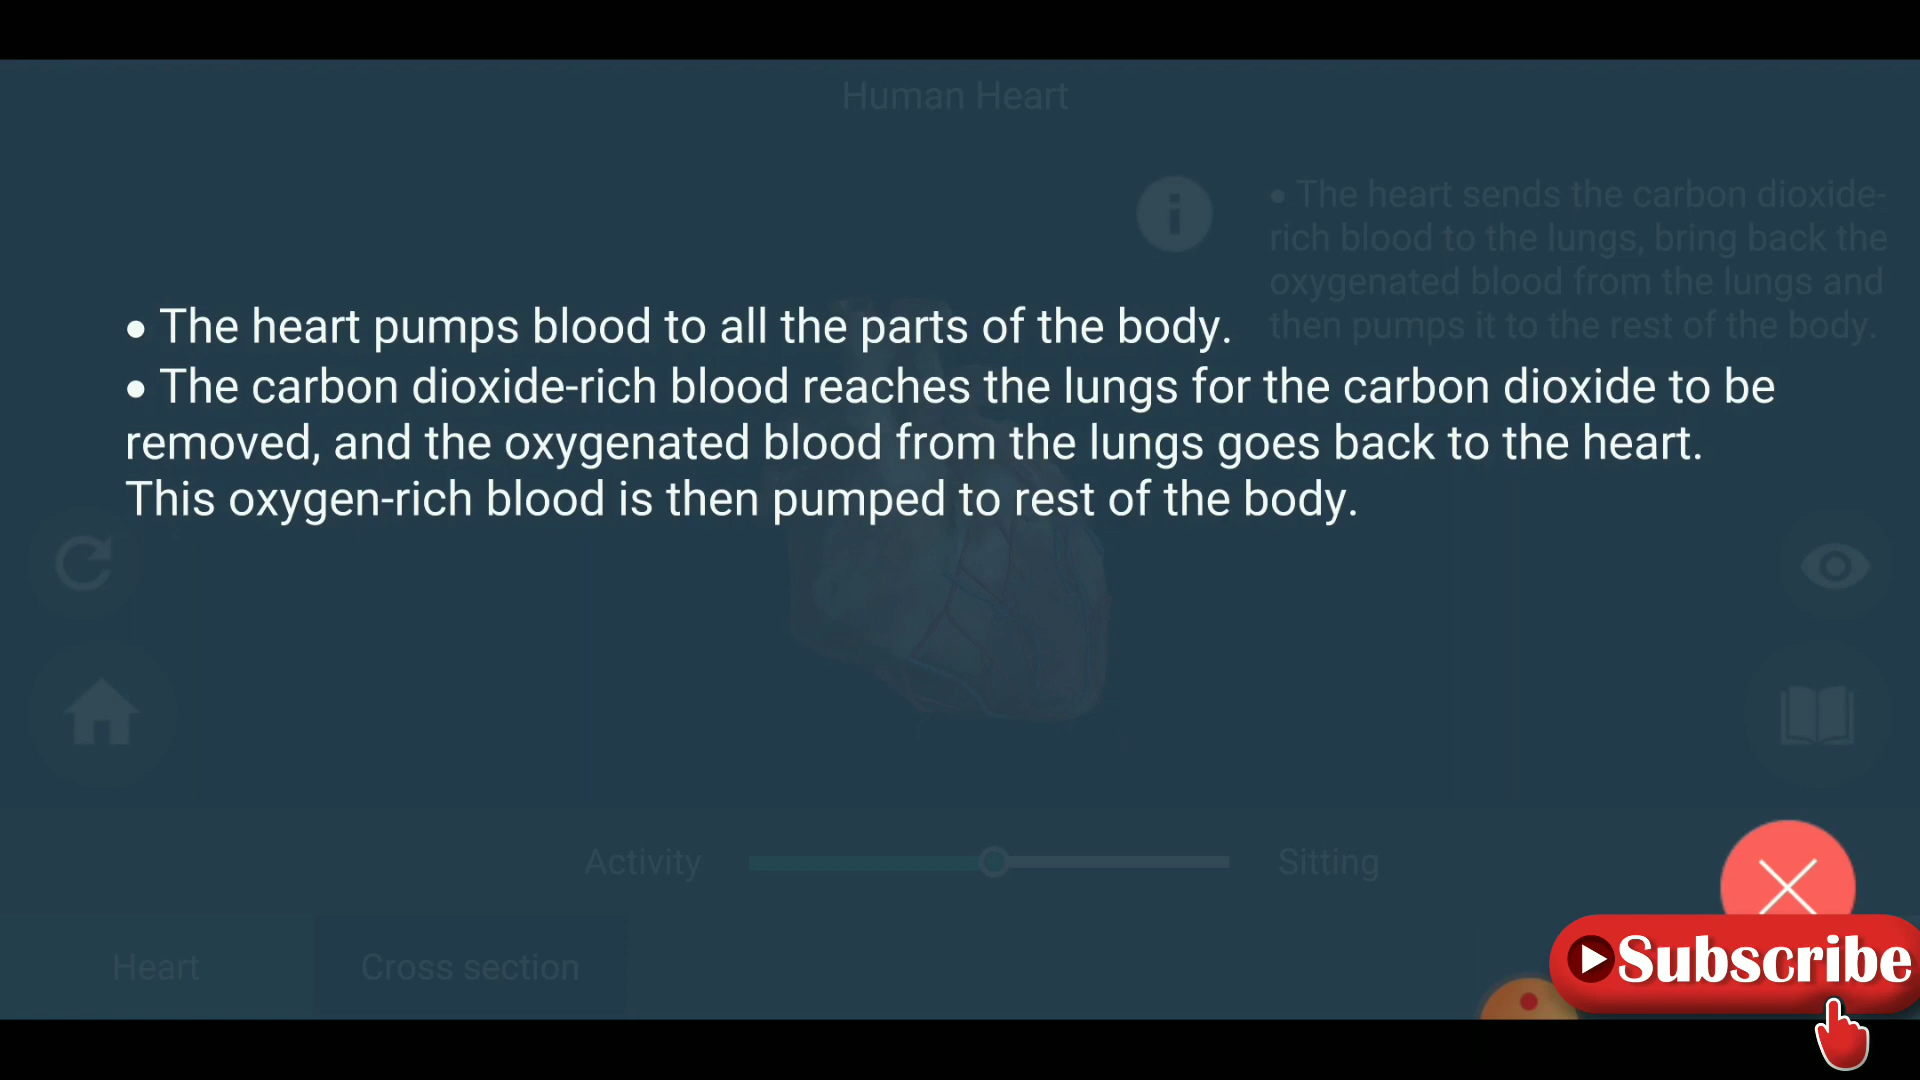 Human Heart
• The heart sends the carbon dioxide-
rich blood to the lungs, bring back the
oxygenated blood from the lungs and
then pumps it to the rest of the body.
• The heart pumps blood to all the parts of the body.
• The carbon dioxide-rich blood reaches the lungs for the carbon dioxide to be
removed, and the oxygenated blood from the lungs goes back to the heart.
This oxygen-rich blood is then pumped to rest of the body.
Activity
Sitting
Heart
Cross section
Subscribe